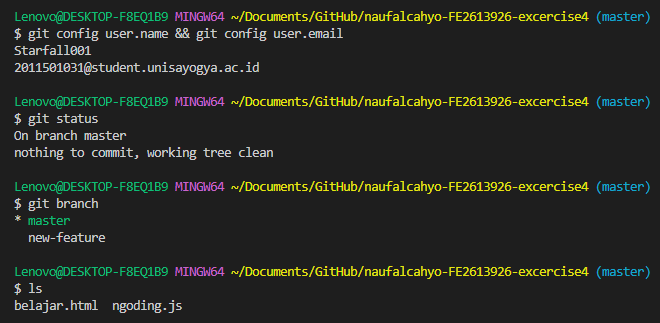 Lenovo@DESKTOP-F8EQ1B9 MINGW64 ~/Documents/GitHub/naufalcahyo-FE2613926-excercise4 (master)
$ git config user.name && git config user.email
Starfall001
2011501031@student.unisayogya.ac.id
Lenovo@DESKTOP-F8EQ1B9 MINGW64 ~/Documents/GitHub/naufalcahyo-FE2613926-excercise4 (master)
$ git status
On branch master
nothing to commit, working tree clean
Lenovo@DESKTOP-F8EQ1B9 MINGW64 ~/Documents/GitHub/naufalcahyo-FE2613926-excercise4 (master)
$ git branch
* master
  new-feature
Lenovo@DESKTOP-F8EQ1B9 MINGW64 ~/Documents/GitHub/naufalcahyo-FE2613926-excercise4 (master)
$ ls
belajar.html  ngoding.js